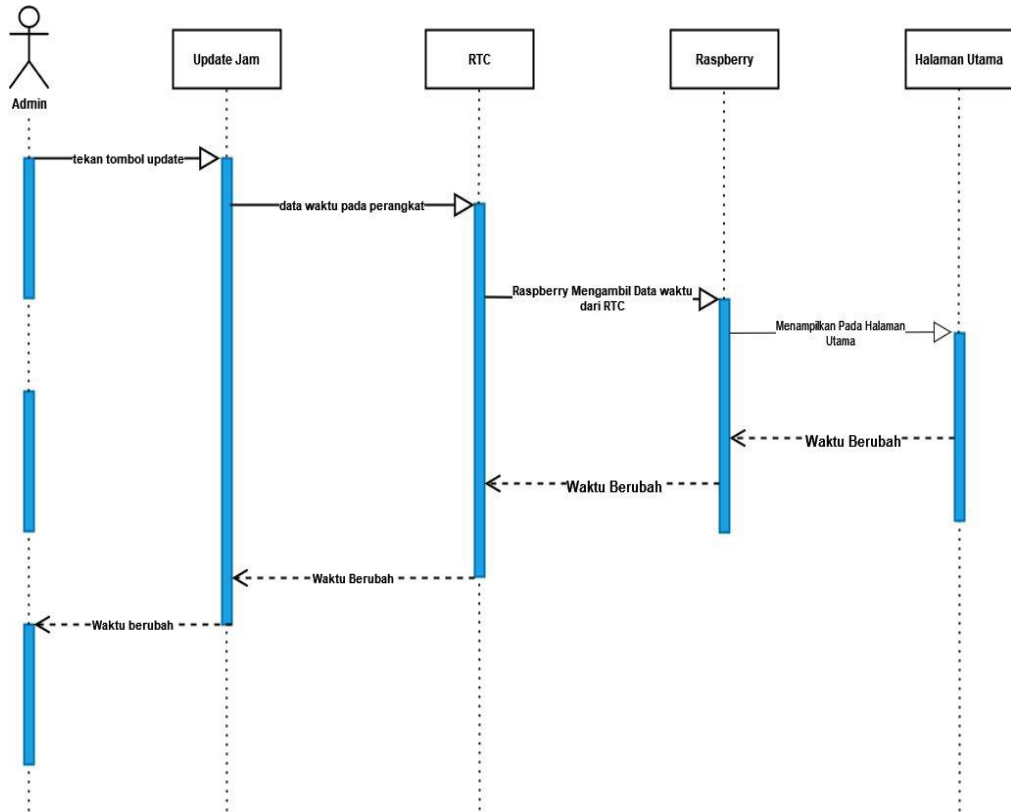 Update Jam
RTC
Raspberry
Halaman Utama
Admin
tekan tombol update
data waktu pada perangkat
Raspberry Mengambil Data waktu
dari RTC
Menampilkan Pada Halaman
Utama
Waktu Berubah
Waktu Berubah
Waktu Berubah
Waktu berubah